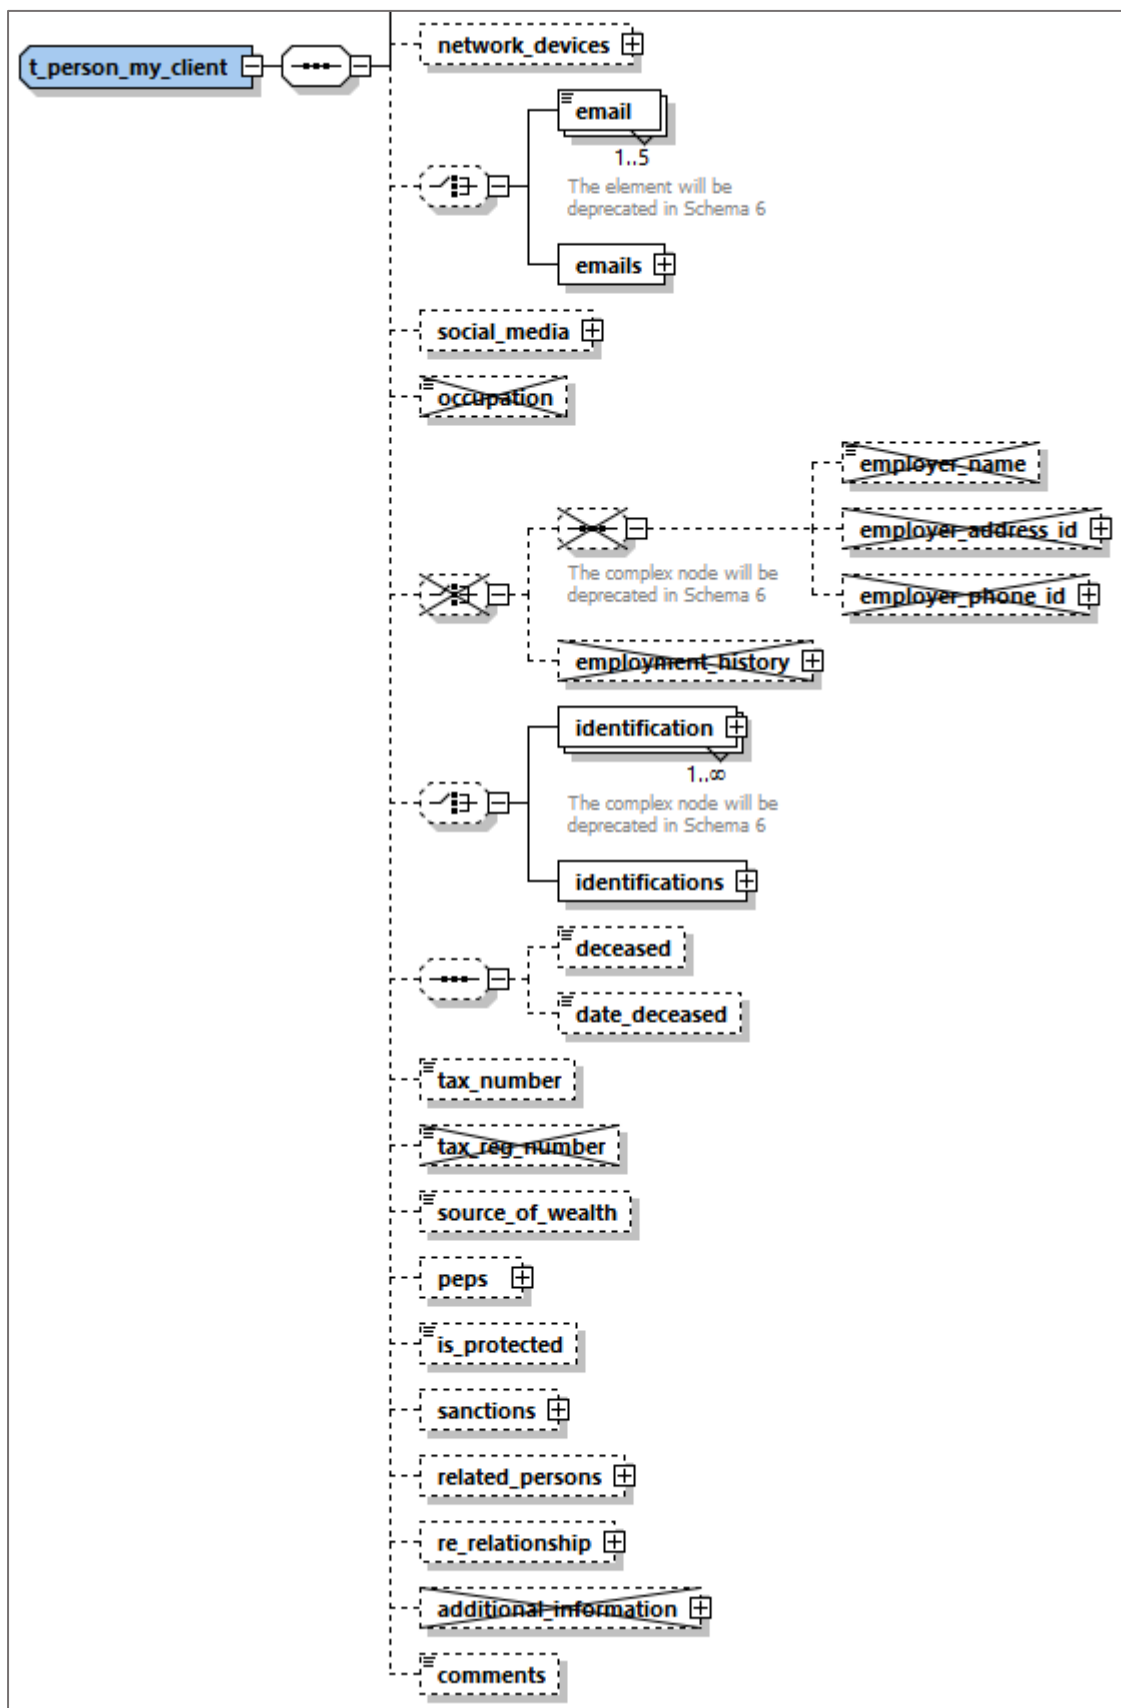 t_person_my_client
network_devices
email
1..5
The element will be
deprecated in Schema 6
emails
social_media
occupation
employer_name
employer_address_id
The complex node will be
deprecated in Schema 6
employer_phone_id
employment_history
identification
1..∞
The complex node will be
deprecated in Schema 6
identifications
deceased
date_deceased
tax_number
tax_reg_number
source_of_wealth
peps
is_protected
sanctions
related_persons
re_relationship
additional_information
comments